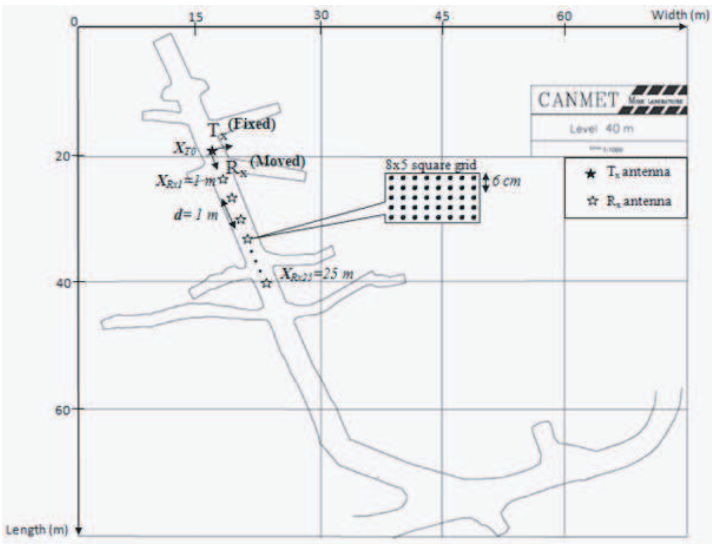 0 15 30 45 60 Width (m)
CANMET
Level 40 m
Tx (Fixed)
20
XT0
Rx (Moved)
8x5 square grid
★ Tx antenna
XRx1=1 m
6 cm
☆ Rx antenna
d= 1 m
XRx25=25 m
40
60
Length (m)